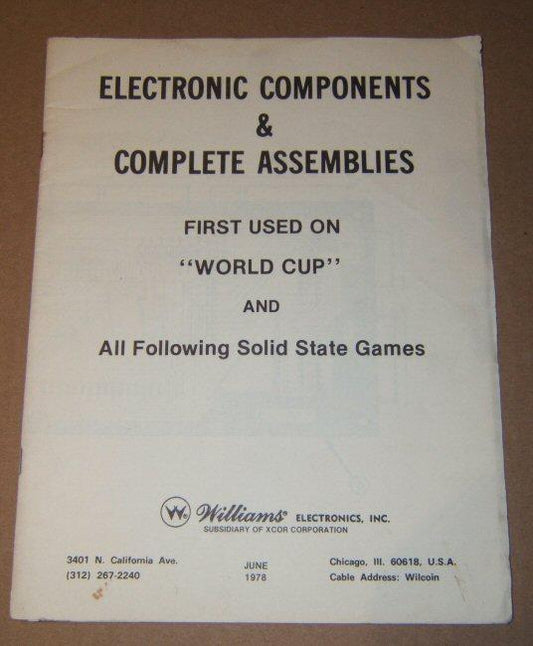 ELECTRONIC COMPONENTS
&
COMPLETE ASSEMBLIES
FIRST USED ON
“WORLD CUP”
AND
All Following Solid State Games
W® Williams® ELECTRONICS, INC.
SUBSIDIARY OF XCOR CORPORATION
3401 N. California Ave.
(312) 267-2240
JUNE
1978
Chicago, Ill. 60618, U.S.A.
Cable Address: Wilcoin